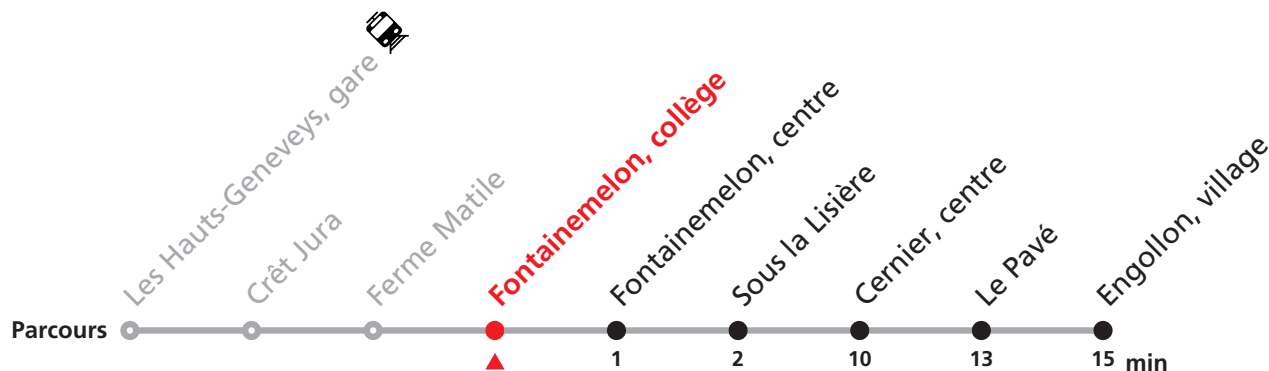 Les Hauts-Geneveys, gare
Crêt Jura
Ferme Matile
Fontainemelon, collège
Fontainemelon, centre
Sous la Lisière
Cernier, centre
Le Pavé
Engollon, village
Parcours
1 2 10 13 15 min